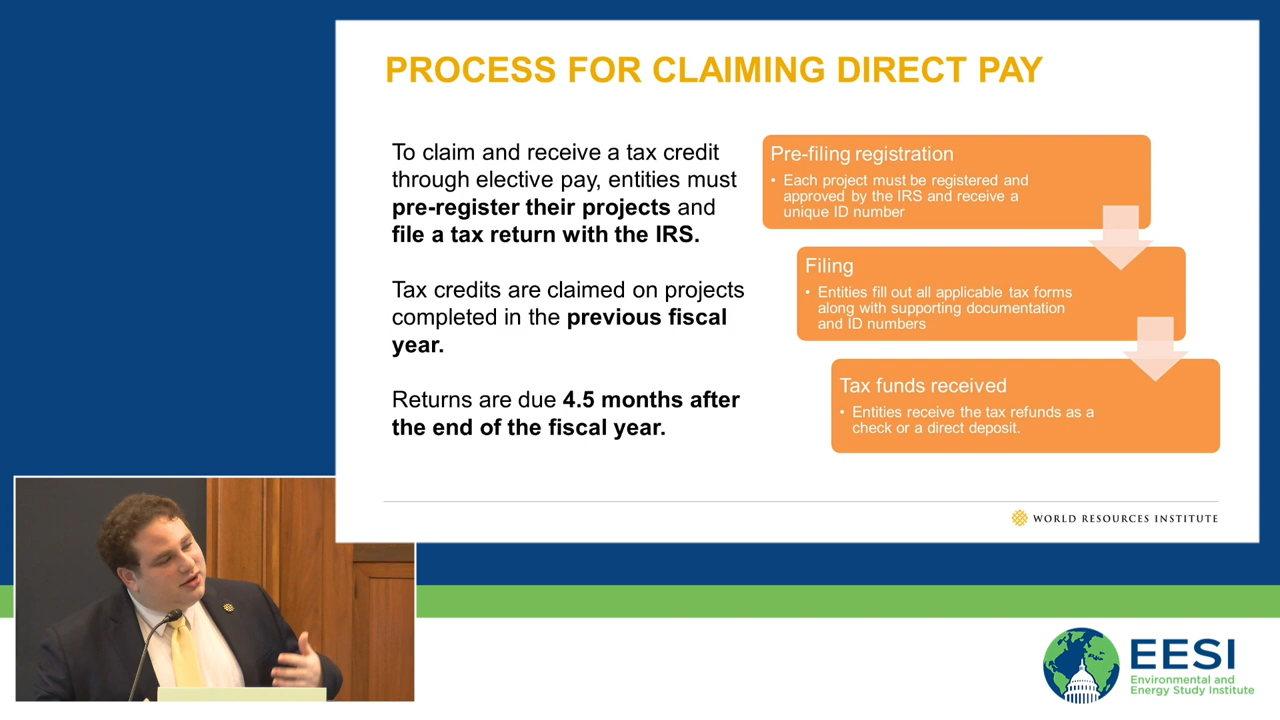 PROCESS FOR CLAIMING DIRECT PAY
To claim and receive a tax credit
through elective pay, entities must
pre-register their projects and
file a tax return with the IRS.
Tax credits are claimed on projects
completed in the previous fiscal
year.
Returns are due 4.5 months after
the end of the fiscal year.
Pre-filing registration
• Each project must be registered and
approved by the IRS and receive a
unique ID number
Filing
• Entities fill out all applicable tax forms
along with supporting documentation
and ID numbers
Tax funds received
• Entities receive the tax refunds as a
check or a direct deposit.
WORLD RESOURCES INSTITUTE
EESI
Environmental and
Energy Study Institute